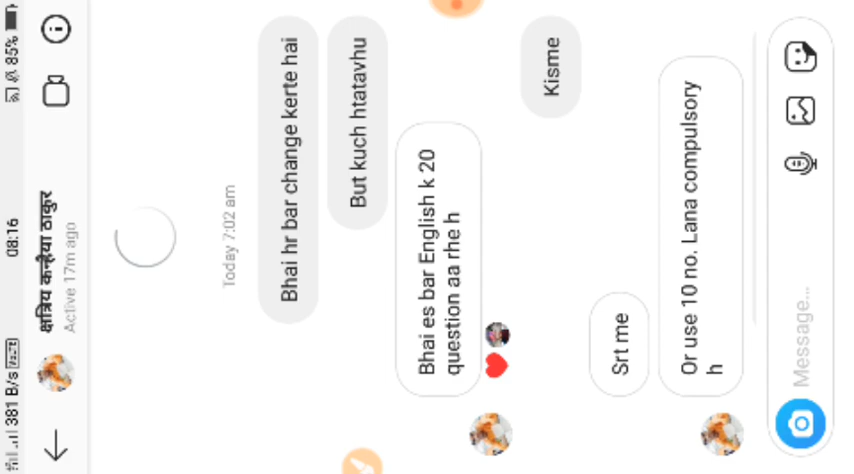 381 B/s
08:16
85%
क्षत्रिय कन्हैया ठाकुर
Active 17m ago
Today 7:02 am
Bhai hr bar change kerte hai
But kuch htatavhu
Bhai es bar English k 20
question aa rhe h
Kisme
Srt me
Or use 10 no. Lana compulsory
h
Message...